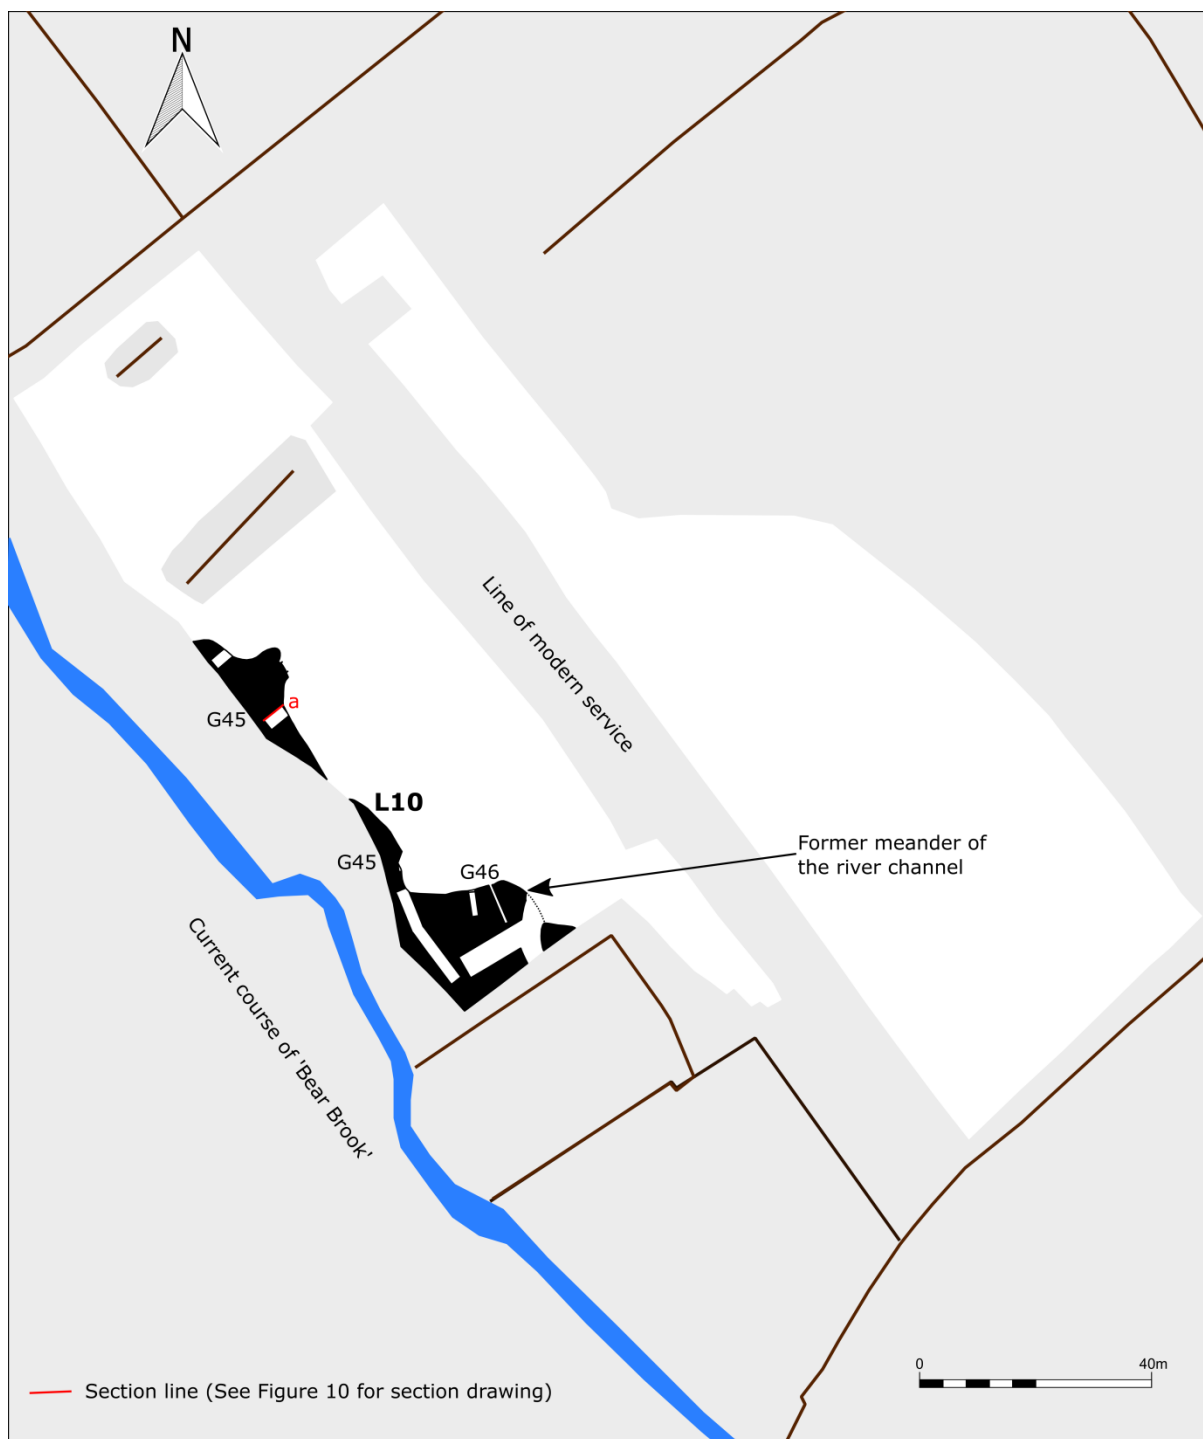 N
Line of modern service
a
G45
L10
G45
G46
Former meander of
the river channel
Current course of 'Bear Brook'
0 40m
Section line (See Figure 10 for section drawing)